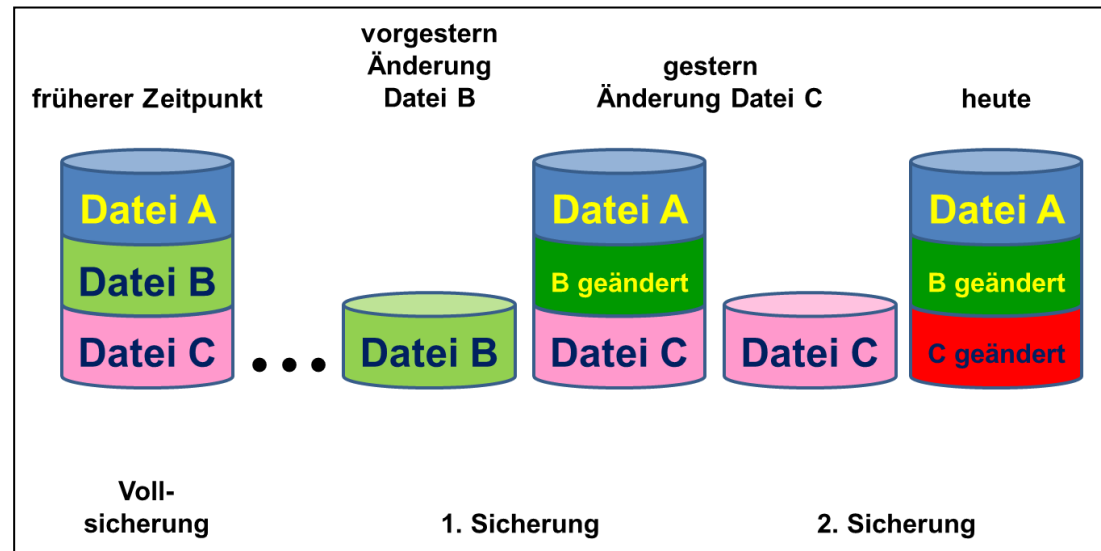 früherer Zeitpunkt
vorgestern
Änderung
Datei B
gestern
Änderung Datei C
heute
Datei A
Datei B
Datei C
...
Datei B
Datei A
B geändert
Datei C
Datei C
Datei A
B geändert
C geändert
Voll-
sicherung
1. Sicherung
2. Sicherung